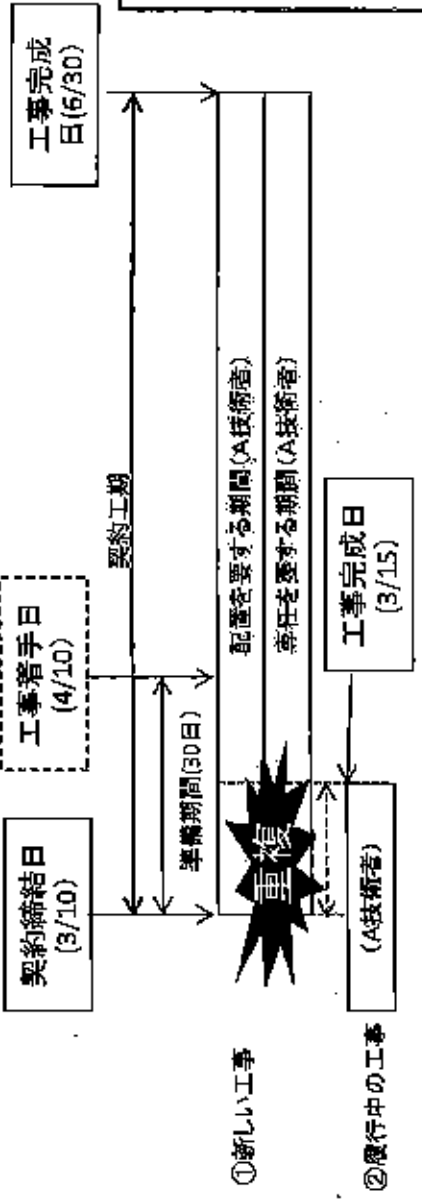 契約締結日
(3/10)
工事着手日
(4/10)
工事完成
日(6/30)
契約工期
準備期間(30日)
①新しい工事
配置を要する期間(A技術者)
専任を要する期間(A技術者)
重複
②履行中の工事
(A技術者)
工事完成日
(3/15)